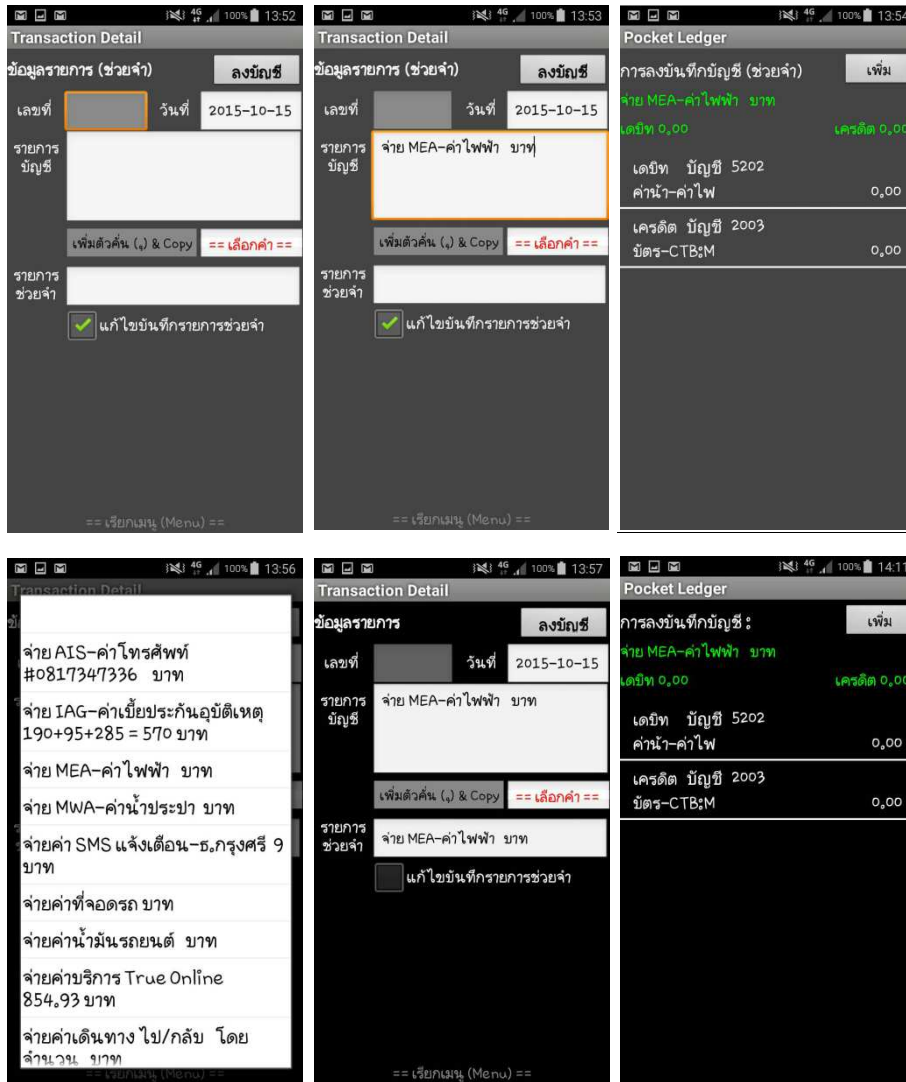 4G 100% 13:52
Transaction Detail
ข้อมูลรายการ (ช่วยจำ) ลงบัญชี
เลขที่ วันที่ 2015-10-15
รายการ
บัญชี
เพิ่มตัวคั่น (,) & Copy == เลือกคำ ==
รายการ
ช่วยจำ
แก้ไขบันทึกรายการช่วยจำ
== เรียกเมนู (Menu) ==
4G 100% 13:53
Transaction Detail
ข้อมูลรายการ (ช่วยจำ) ลงบัญชี
เลขที่ วันที่ 2015-10-15
รายการ จ่าย MEA-ค่าไฟฟ้า บาท
บัญชี
เพิ่มตัวคั่น (,) & Copy == เลือกคำ ==
รายการ
ช่วยจำ
แก้ไขบันทึกรายการช่วยจำ
== เรียกเมนู (Menu) ==
4G 100% 13:54
Pocket Ledger
การลงบันทึกบัญชี (ช่วยจำ) เพิ่ม
จ่าย MEA-ค่าไฟฟ้า บาท
เดบิท 0.00 เครดิต 0.00
เดบิท บัญชี 5202
ค่าน้ำ-ค่าไฟ 0.00
เครดิต บัญชี 2003
บัตร-CTB:M 0.00
4G 100% 13:56
Transaction Detail
จ่าย AIS-ค่าโทรศัพท์
#0817347336 บาท
จ่าย IAG-ค่าเบี้ยประกันอุบัติเหตุ
190+95+285 = 570 บาท
จ่าย MEA-ค่าไฟฟ้า บาท
จ่าย MWA-ค่าน้ำประปา บาท
จ่ายค่า SMS แจ้งเตือน-ธ.กรุงศรี 9
บาท
จ่ายค่าที่จอดรถ บาท
จ่ายค่าน้ำมันรถยนต์ บาท
จ่ายค่าบริการ True Online
854.93 บาท
จ่ายค่าเดินทาง ไป/กลับ โดย
จำนวน บาท
== เรียกเมนู (Menu) ==
4G 100% 13:57
Transaction Detail
ข้อมูลรายการ ลงบัญชี
เลขที่ วันที่ 2015-10-15
รายการ จ่าย MEA-ค่าไฟฟ้า บาท
บัญชี
เพิ่มตัวคั่น (,) & Copy == เลือกคำ ==
รายการ
ช่วยจำ จ่าย MEA-ค่าไฟฟ้า บาท
แก้ไขบันทึกรายการช่วยจำ
== เรียกเมนู (Menu) ==
4G 100% 14:11
Pocket Ledger
การลงบันทึกบัญชี : เพิ่ม
จ่าย MEA-ค่าไฟฟ้า บาท
เดบิท 0.00 เครดิต 0.00
เดบิท บัญชี 5202
ค่าน้ำ-ค่าไฟ 0.00
เครดิต บัญชี 2003
บัตร-CTB:M 0.00